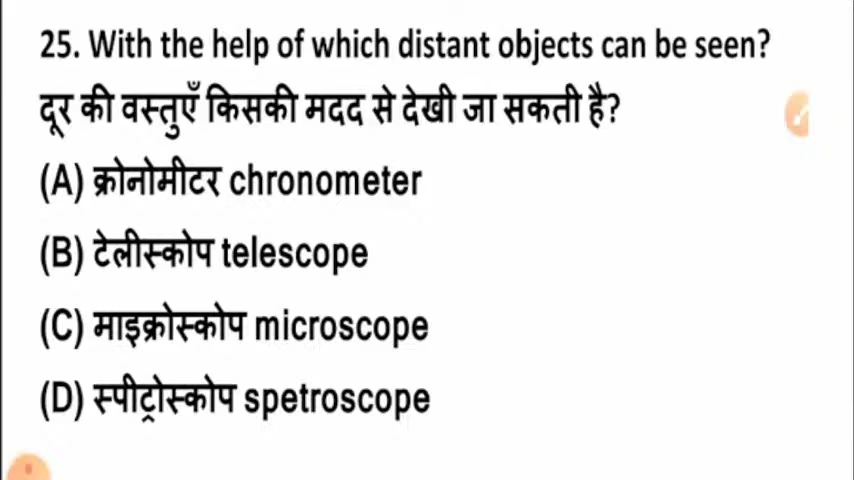 25. With the help of which distant objects can be seen?
दूर की वस्तुएँ किसकी मदद से देखी जा सकती है?
(A) क्रोनोमीटर chronometer
(B) टेलीस्कोप telescope
(C) माइक्रोस्कोप microscope
(D) स्पीट्रोस्कोप spetroscope